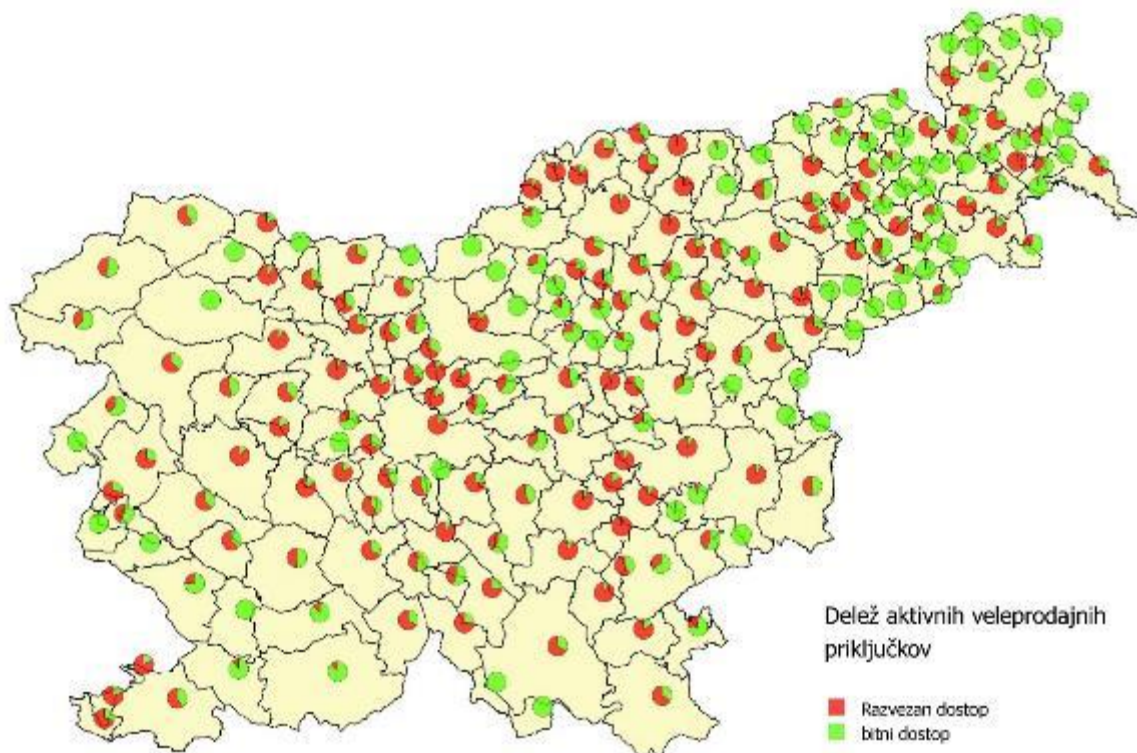 Delež aktivnih veleprodajnih
priključkov
Razvezan dostop
bitni dostop